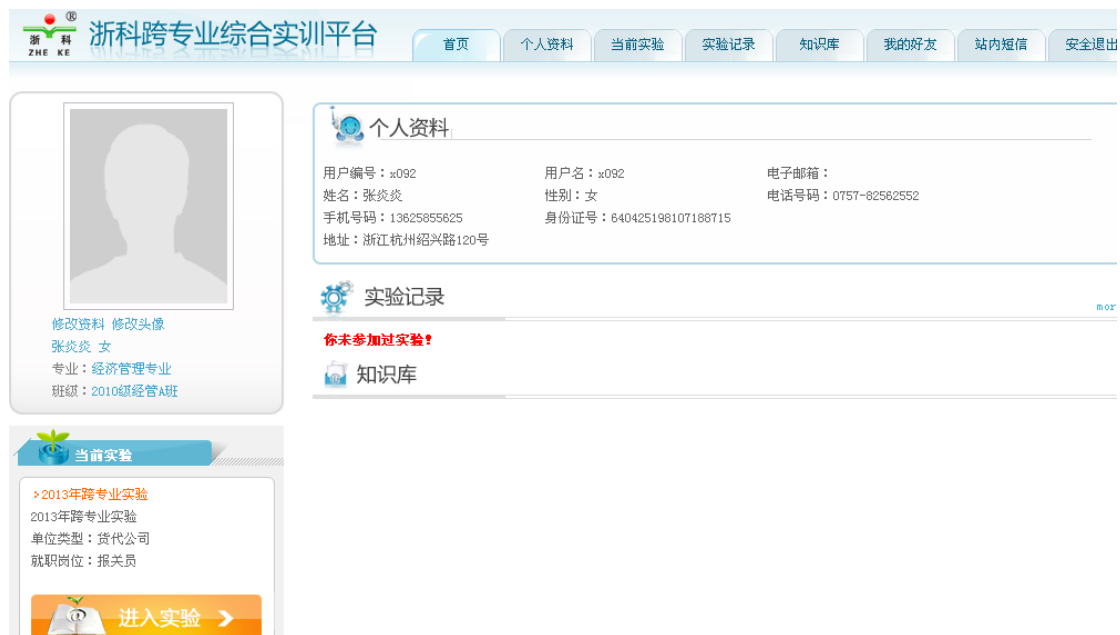 浙科 ®
ZHE KE
浙科跨专业综合实训平台
首页 个人资料 当前实验 实验记录 知识库 我的好友 站内短信 安全退出
修改资料 修改头像
张炎炎 女
专业：经济管理专业
班级：2010级经管A班
当前实验
>2013年跨专业实验
2013年跨专业实验
单位类型：货代公司
就职岗位：报关员
进入实验
个人资料
用户编号：x092 用户名：x092 电子邮箱：
姓名：张炎炎 性别：女 电话号码：0757-82562552
手机号码：13625855625 身份证号：640425198107188715
地址：浙江杭州绍兴路120号
实验记录
mor
你未参加过实验！
知识库